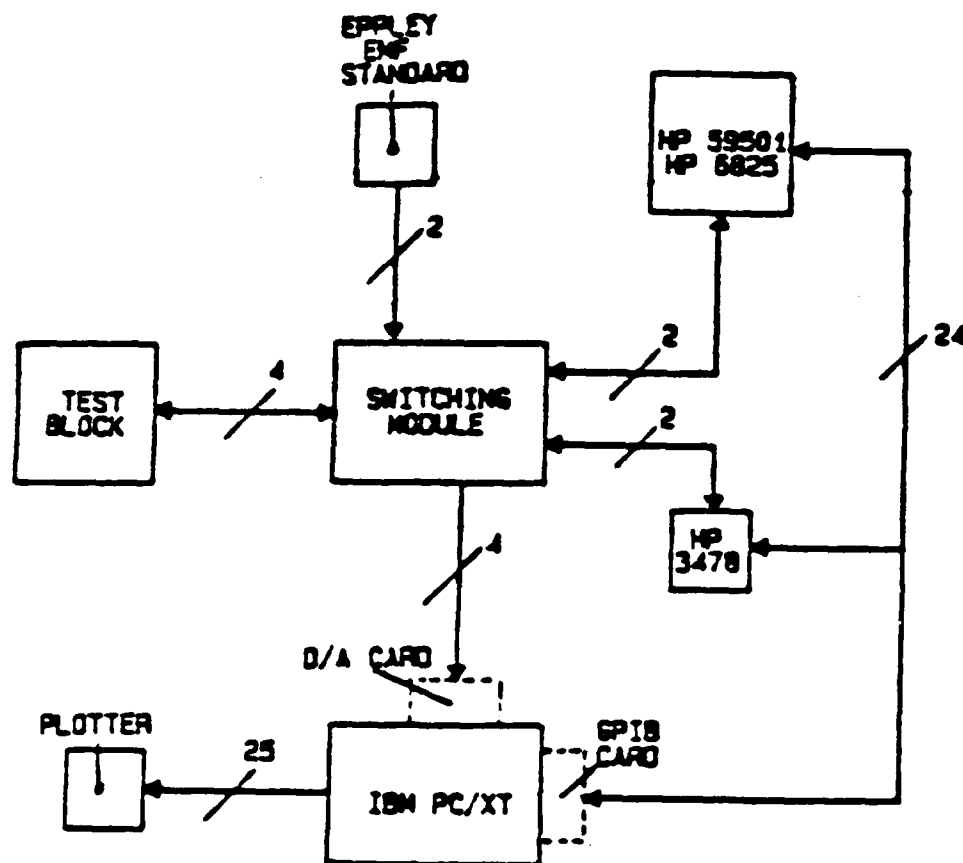 EPPLEY
EMF
STANDARD
HP 59501
HP 6825
2
24
2
4
TEST
BLOCK
SWITCHING
MODULE
2
HP
3478
4
D/A CARD
PLOTTER
GPIB
CARD
25
IBM PC/XT